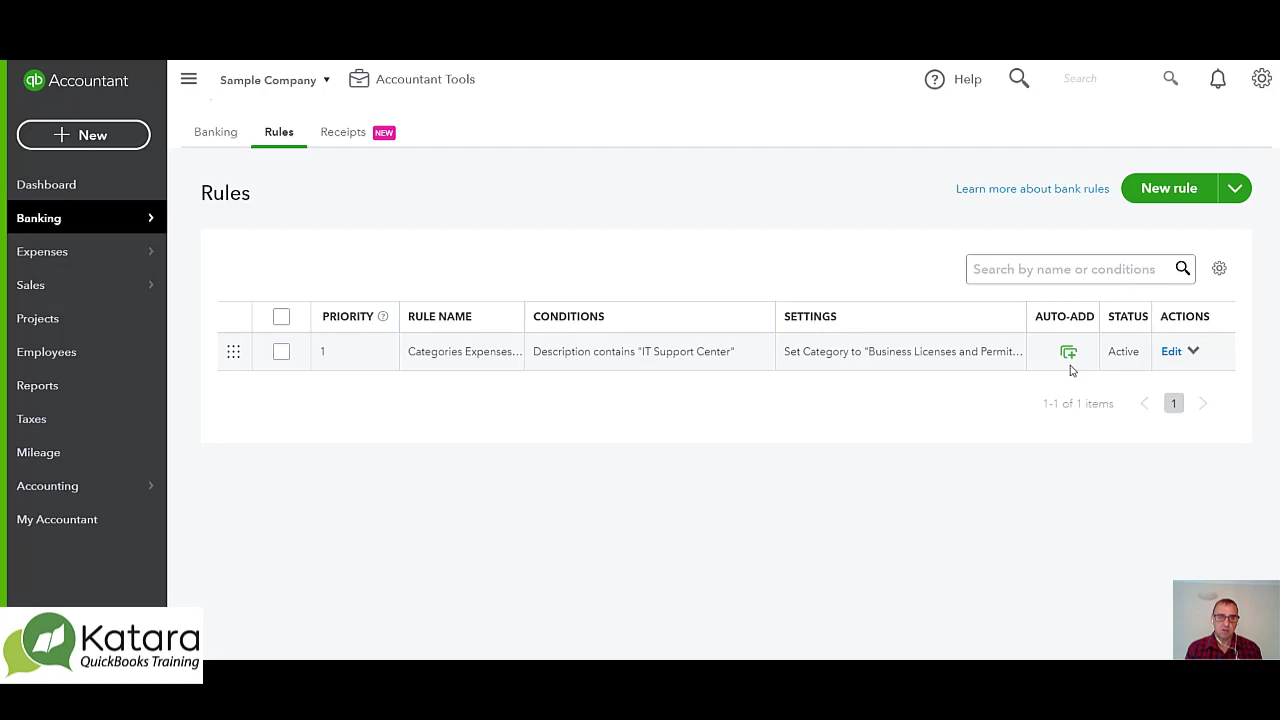 qb Accountant
Sample Company
Accountant Tools
? Help
Search
+ New
Banking
Rules
Receipts NEW
Dashboard
Banking
Expenses
Sales
Projects
Employees
Reports
Taxes
Mileage
Accounting
My Accountant
Rules
Learn more about bank rules
New rule
Search by name or conditions
PRIORITY ? RULE NAME CONDITIONS SETTINGS AUTO-ADD STATUS ACTIONS
1 Categories Expenses... Description contains "IT Support Center" Set Category to "Business Licenses and Permit... Active Edit
1-1 of 1 items 1
Katara
QuickBooks Training